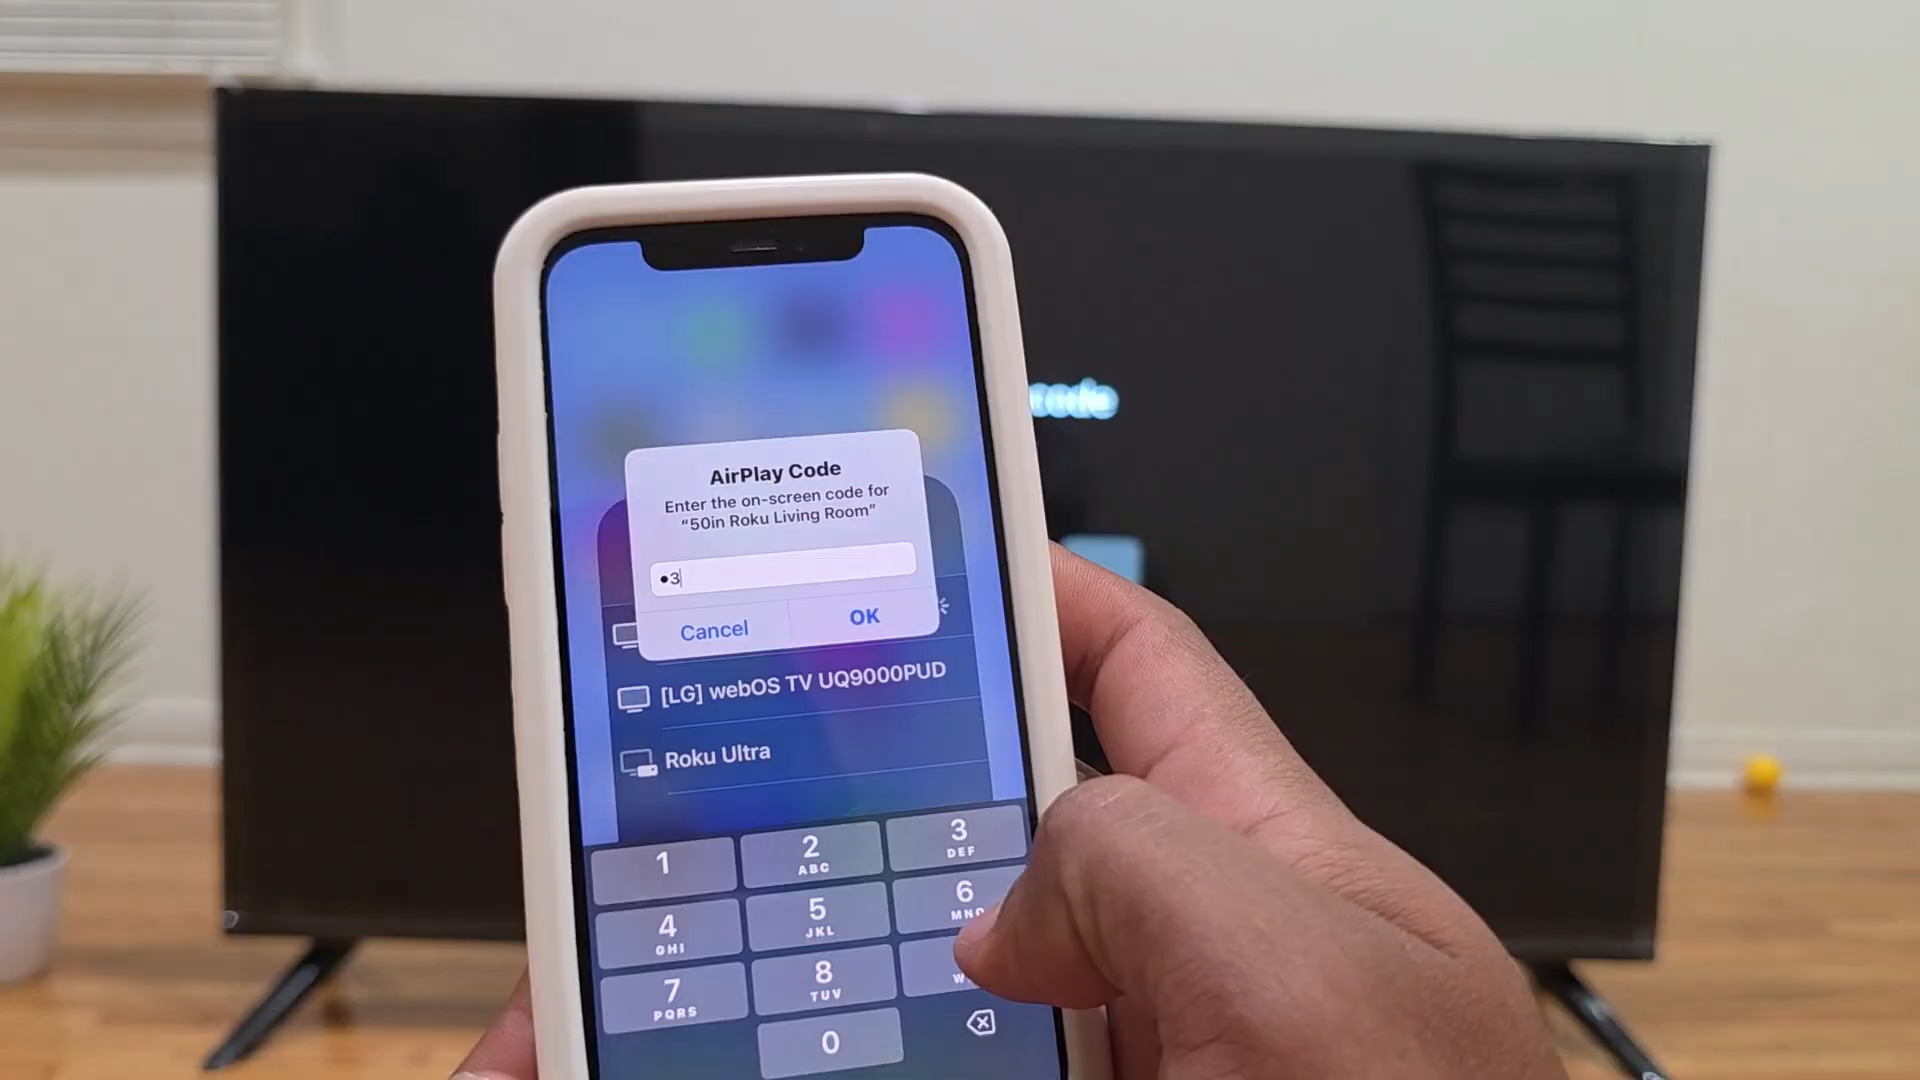 code
AirPlay Code
Enter the on-screen code for
“50in Roku Living Room”
•3
Cancel OK
[LG] webOS TV UQ9000PUD
Roku Ultra
1 2 3
ABC DEF
4 5 6
GHI JKL MNO
7 8
PQRS TUV W
0